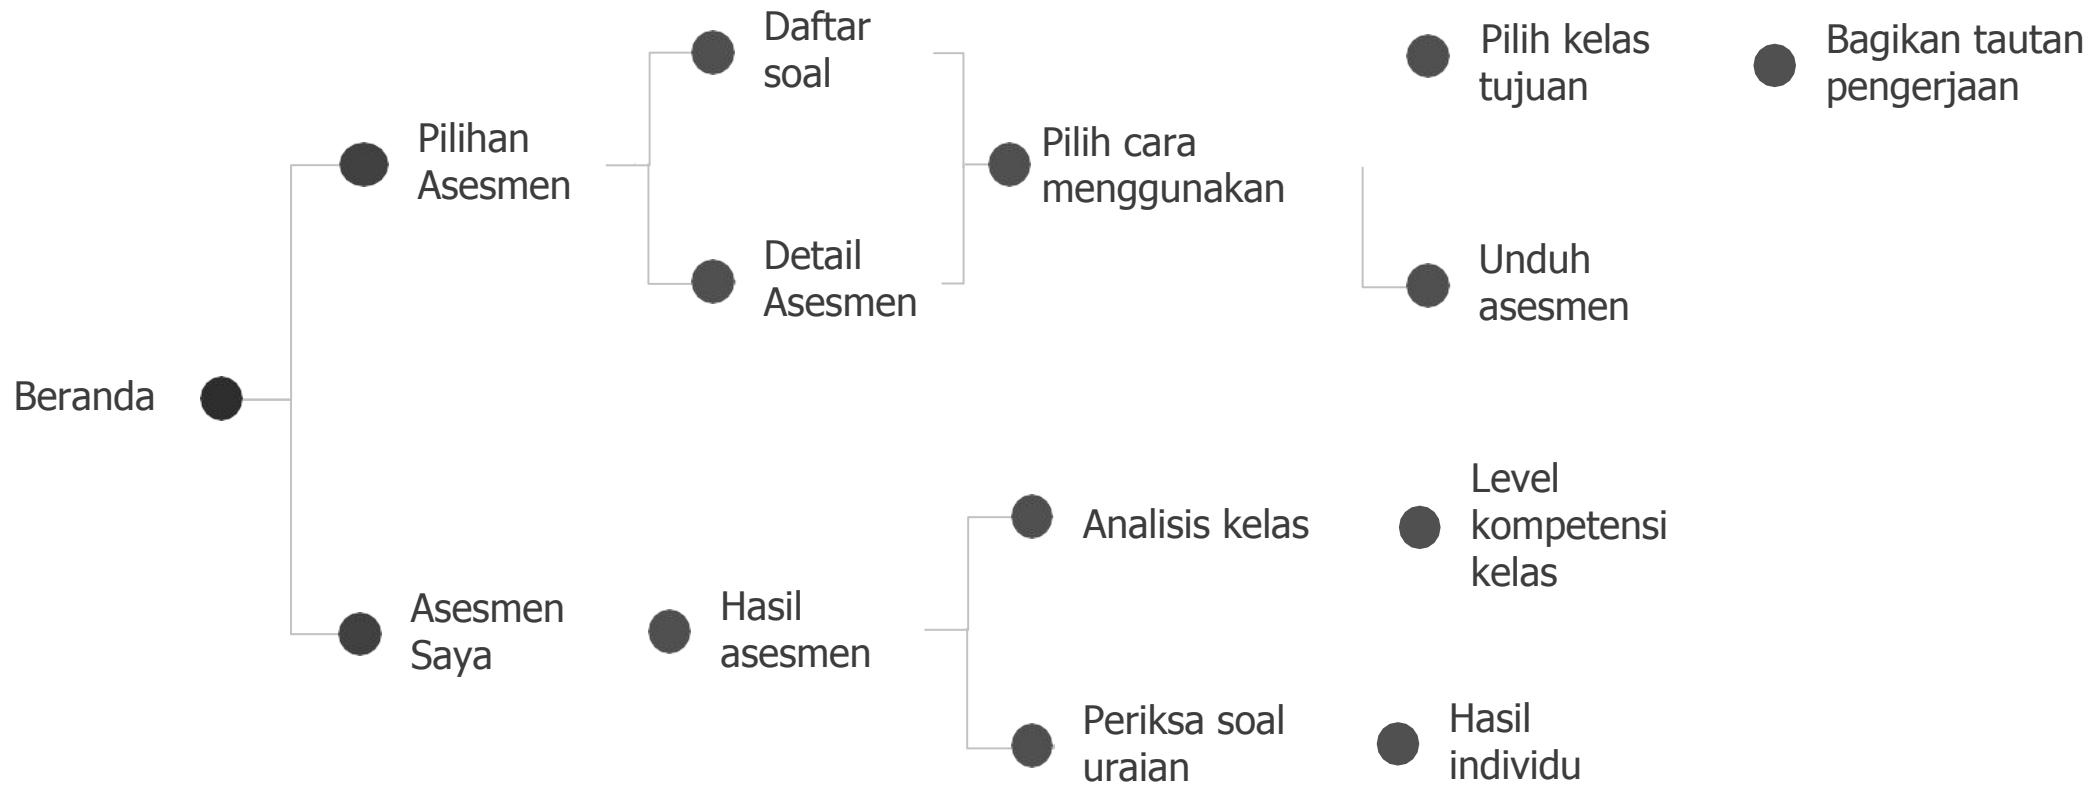 Daftar
soal
Pilih kelas
tujuan
Bagikan tautan
pengerjaan
Pilihan
Asesmen
Pilih cara
menggunakan
Detail
Asesmen
Unduh
asesmen
Beranda
Analisis kelas
Level
kompetensi
kelas
Asesmen
Saya
Hasil
asesmen
Periksa soal
uraian
Hasil
individu